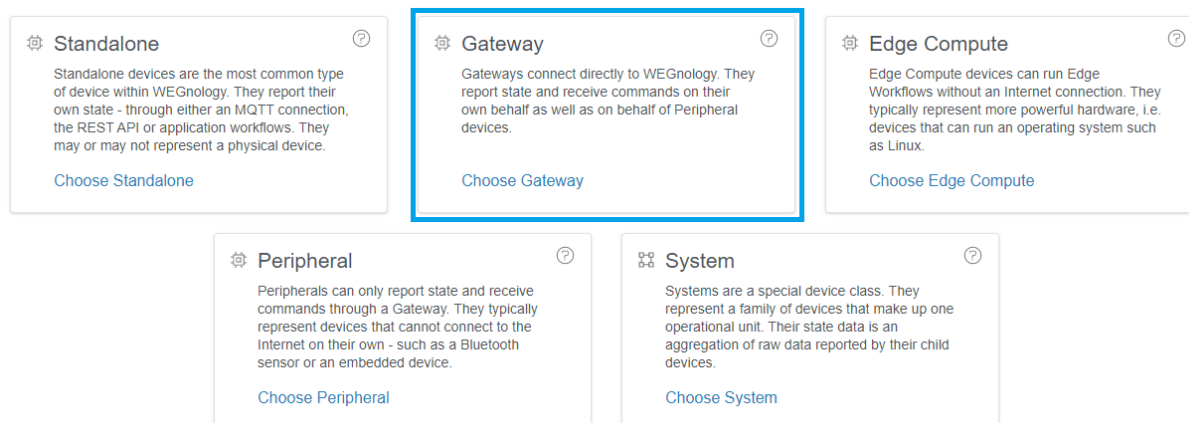 Standalone
Standalone devices are the most common type
of device within WEGnology. They report their
own state - through either an MQTT connection,
the REST API or application workflows. They
may or may not represent a physical device.
Choose Standalone
Gateway
Gateways connect directly to WEGnology. They
report state and receive commands on their
own behalf as well as on behalf of Peripheral
devices.
Choose Gateway
Edge Compute
Edge Compute devices can run Edge
Workflows without an Internet connection. They
typically represent more powerful hardware, i.e.
devices that can run an operating system such
as Linux.
Choose Edge Compute
Peripheral
Peripherals can only report state and receive
commands through a Gateway. They typically
represent devices that cannot connect to the
Internet on their own - such as a Bluetooth
sensor or an embedded device.
Choose Peripheral
System
Systems are a special device class. They
represent a family of devices that make up one
operational unit. Their state data is an
aggregation of raw data reported by their child
devices.
Choose System